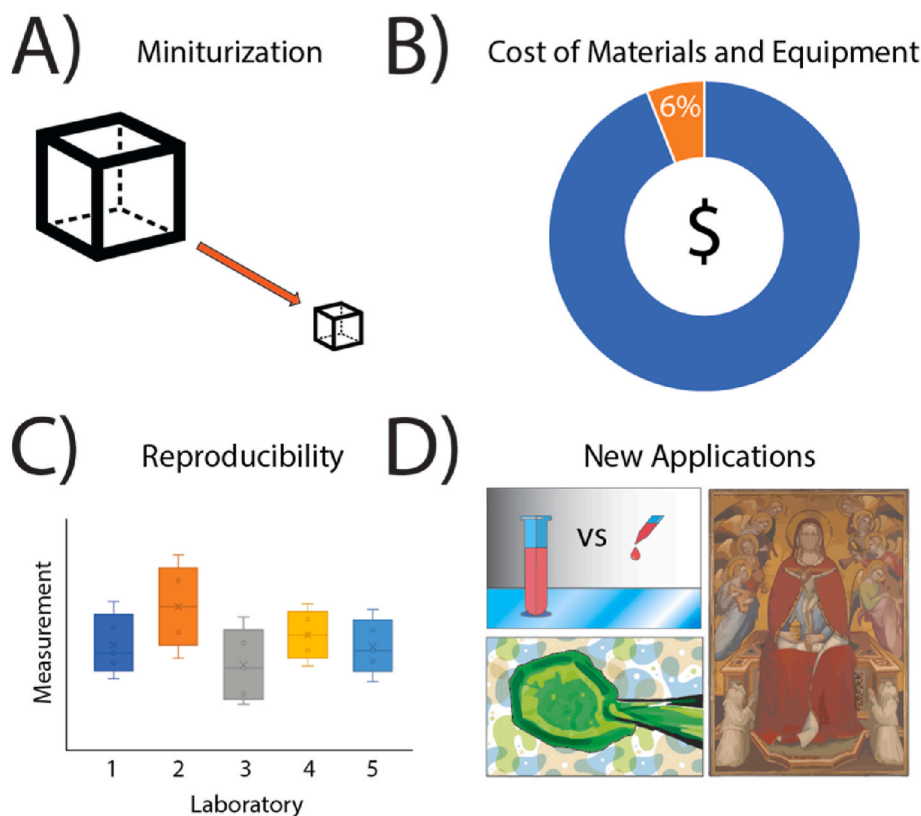 A) Miniturization
B) Cost of Materials and Equipment
6%
$
C) Reproducibility
Measurement
1 2 3 4 5
Laboratory
D) New Applications
vs